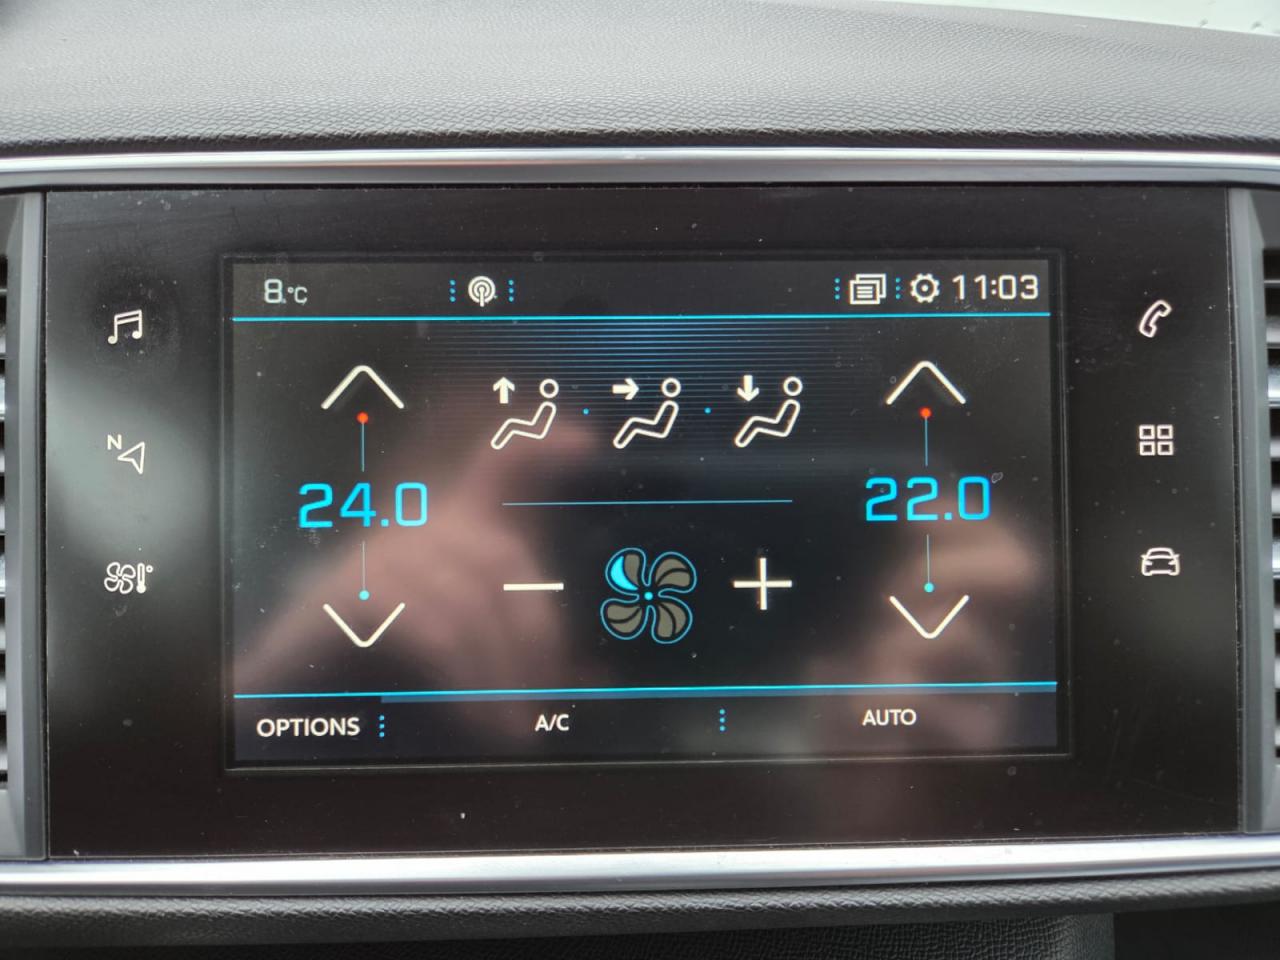 8°C 11:03
N
24.0 22.0
OPTIONS A/C AUTO